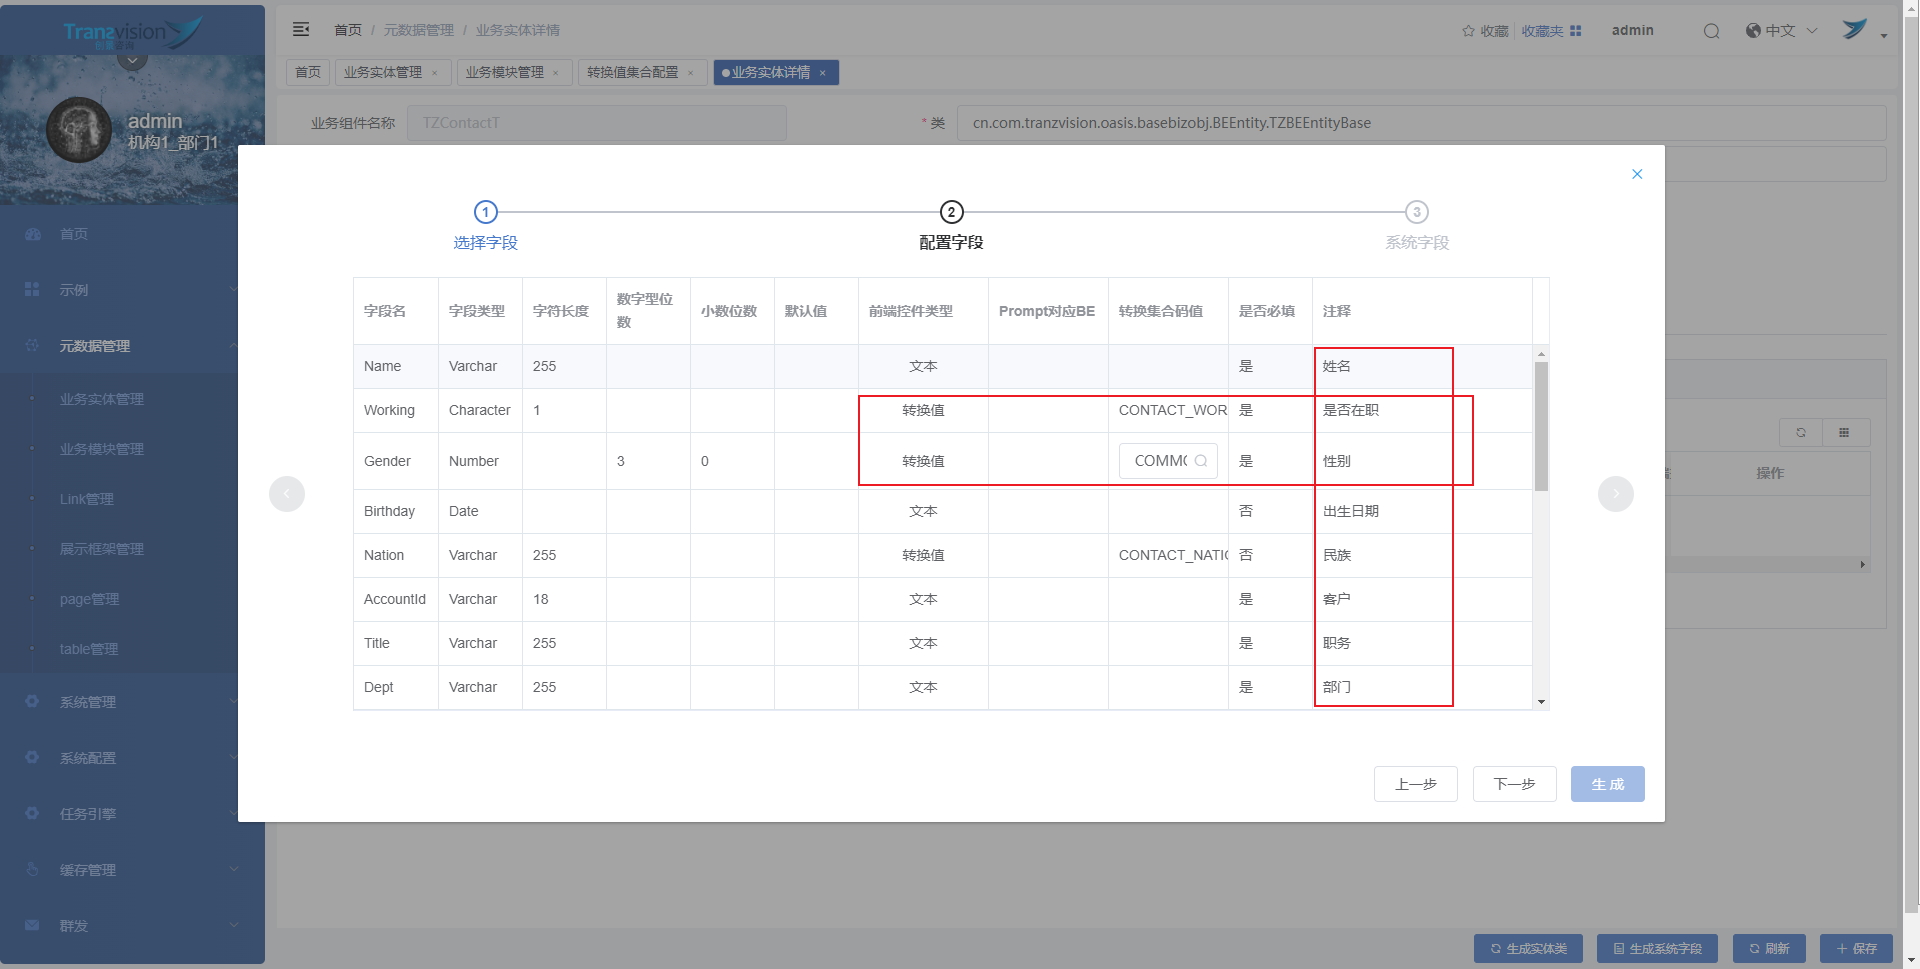 Tranzvision
创景咨询
首页 / 元数据管理 / 业务实体详情
收藏
收藏夹
admin
中文
首页
业务实体管理 ×
业务模块管理 ×
转换值集合配置 ×
业务实体详情 ×
admin
机构1_部门1
业务组件名称
TZContactT
* 类
cn.com.tranzvision.oasis.basebizobj.BEEntity.TZBEEntityBase
首页
示例
元数据管理
业务实体管理
业务模块管理
Link管理
展示框架管理
page管理
table管理
系统管理
系统配置
任务引擎
缓存管理
群发
1
选择字段
2
配置字段
3
系统字段
字段名 字段类型 字符长度 数字型位数 小数位数 默认值 前端控件类型 Prompt对应BE 转换集合码值 是否必填 注释
Name Varchar 255 文本 是 姓名
Working Character 1 转换值 CONTACT_WOR 是 是否在职
Gender Number 3 0 转换值 COMMC 是 性别
Birthday Date 文本 否 出生日期
Nation Varchar 255 转换值 CONTACT_NATIC 否 民族
AccountId Varchar 18 文本 是 客户
Title Varchar 255 文本 是 职务
Dept Varchar 255 文本 是 部门
操作
上一步
下一步
生成
生成实体类
生成系统字段
刷新
保存